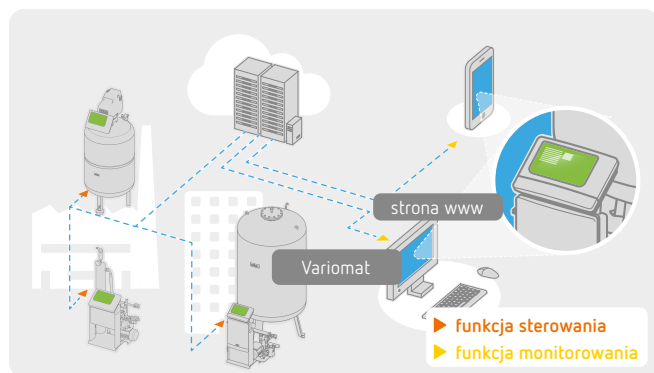 strona www
Variomat
funkcja sterowania
funkcja monitorowania